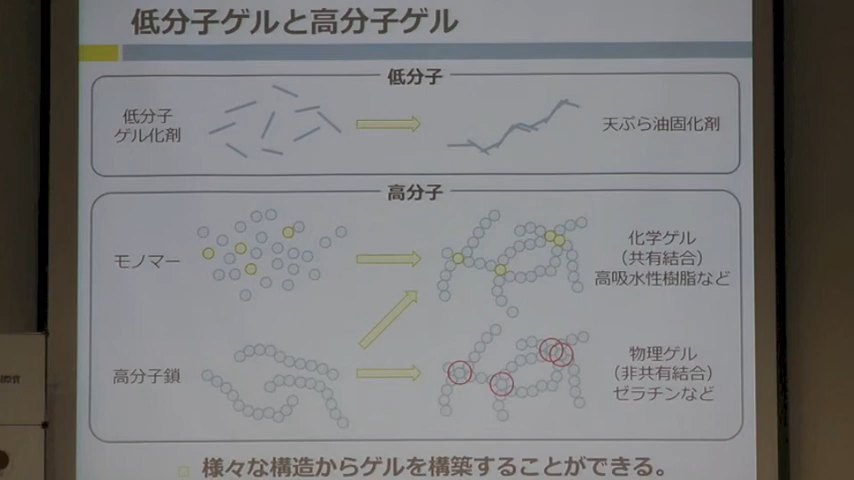 低分子ゲルと高分子ゲル
低分子
低分子
ゲル化剤
天ぷら油固化剤
高分子
モノマー
化学ゲル
（共有結合）
高吸水性樹脂など
高分子鎖
物理ゲル
（非共有結合）
ゼラチンなど
様々な構造からゲルを構築することができる。